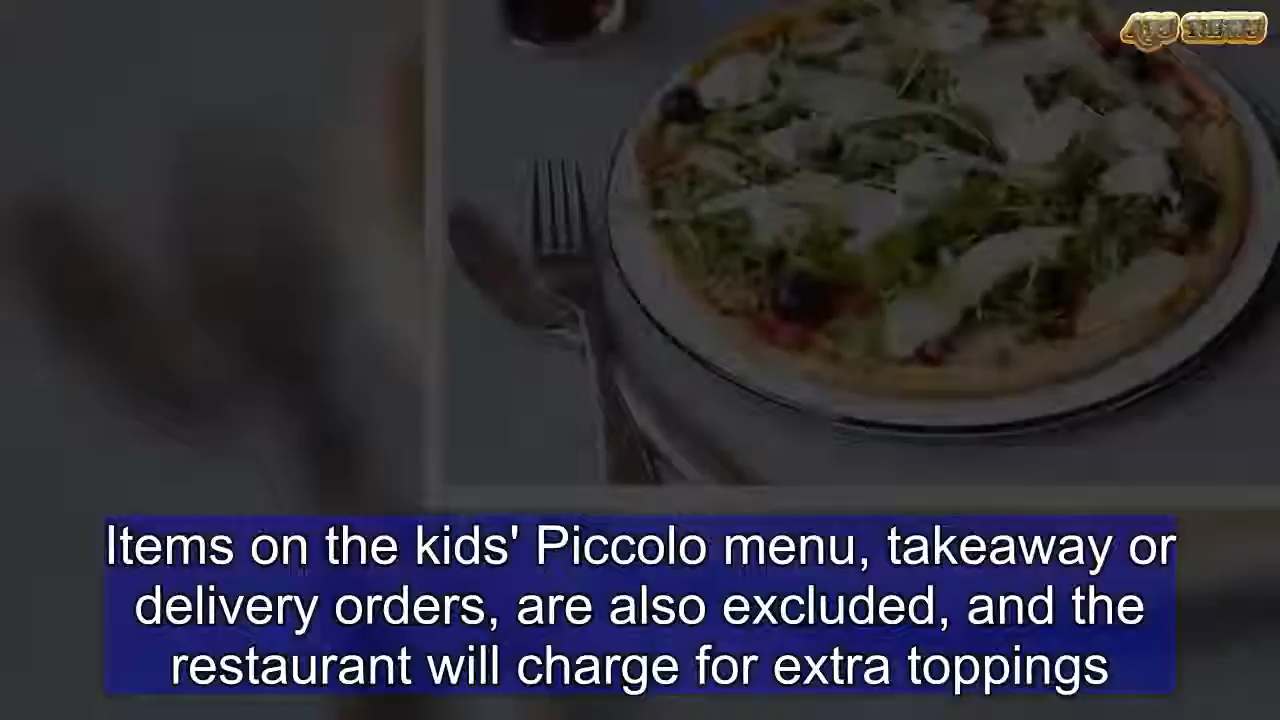 Items on the kids' Piccolo menu, takeaway or
delivery orders, are also excluded, and the
restaurant will charge for extra toppings